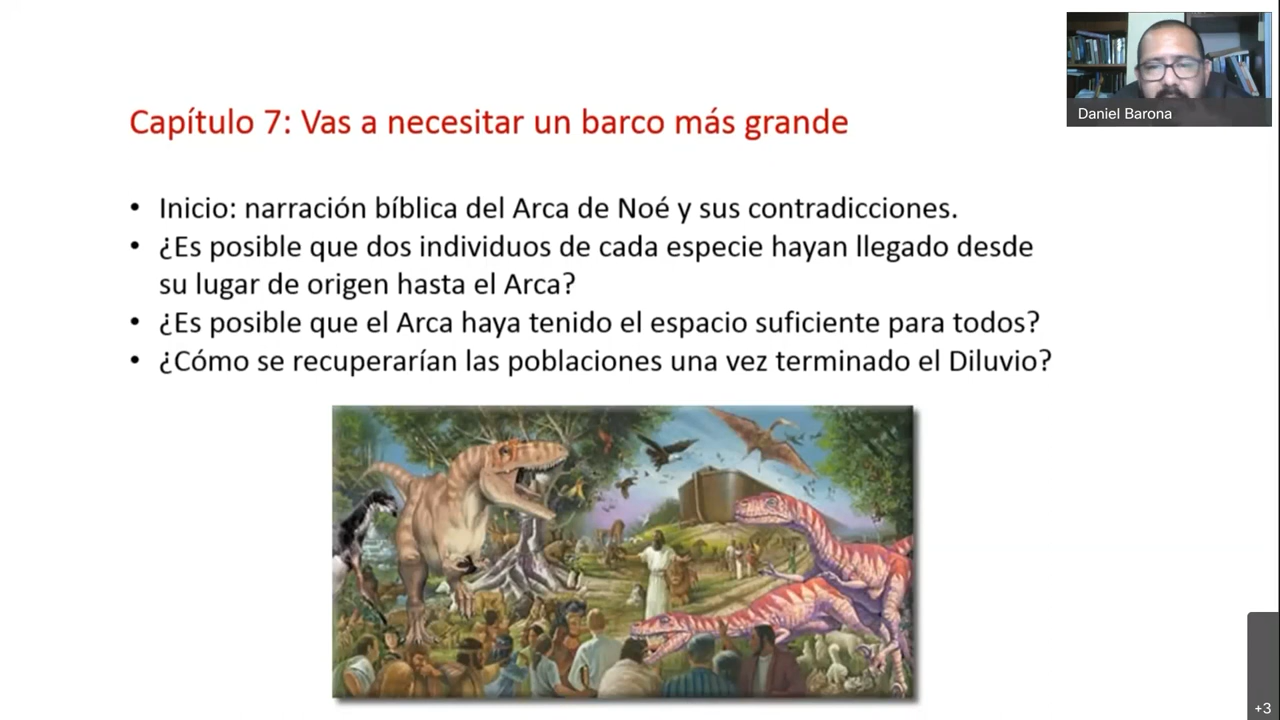 Capítulo 7: Vas a necesitar un barco más grande
• Inicio: narración bíblica del Arca de Noé y sus contradicciones.
• ¿Es posible que dos individuos de cada especie hayan llegado desde
su lugar de origen hasta el Arca?
• ¿Es posible que el Arca haya tenido el espacio suficiente para todos?
• ¿Cómo se recuperarían las poblaciones una vez terminado el Diluvio?
Daniel Barona
+3